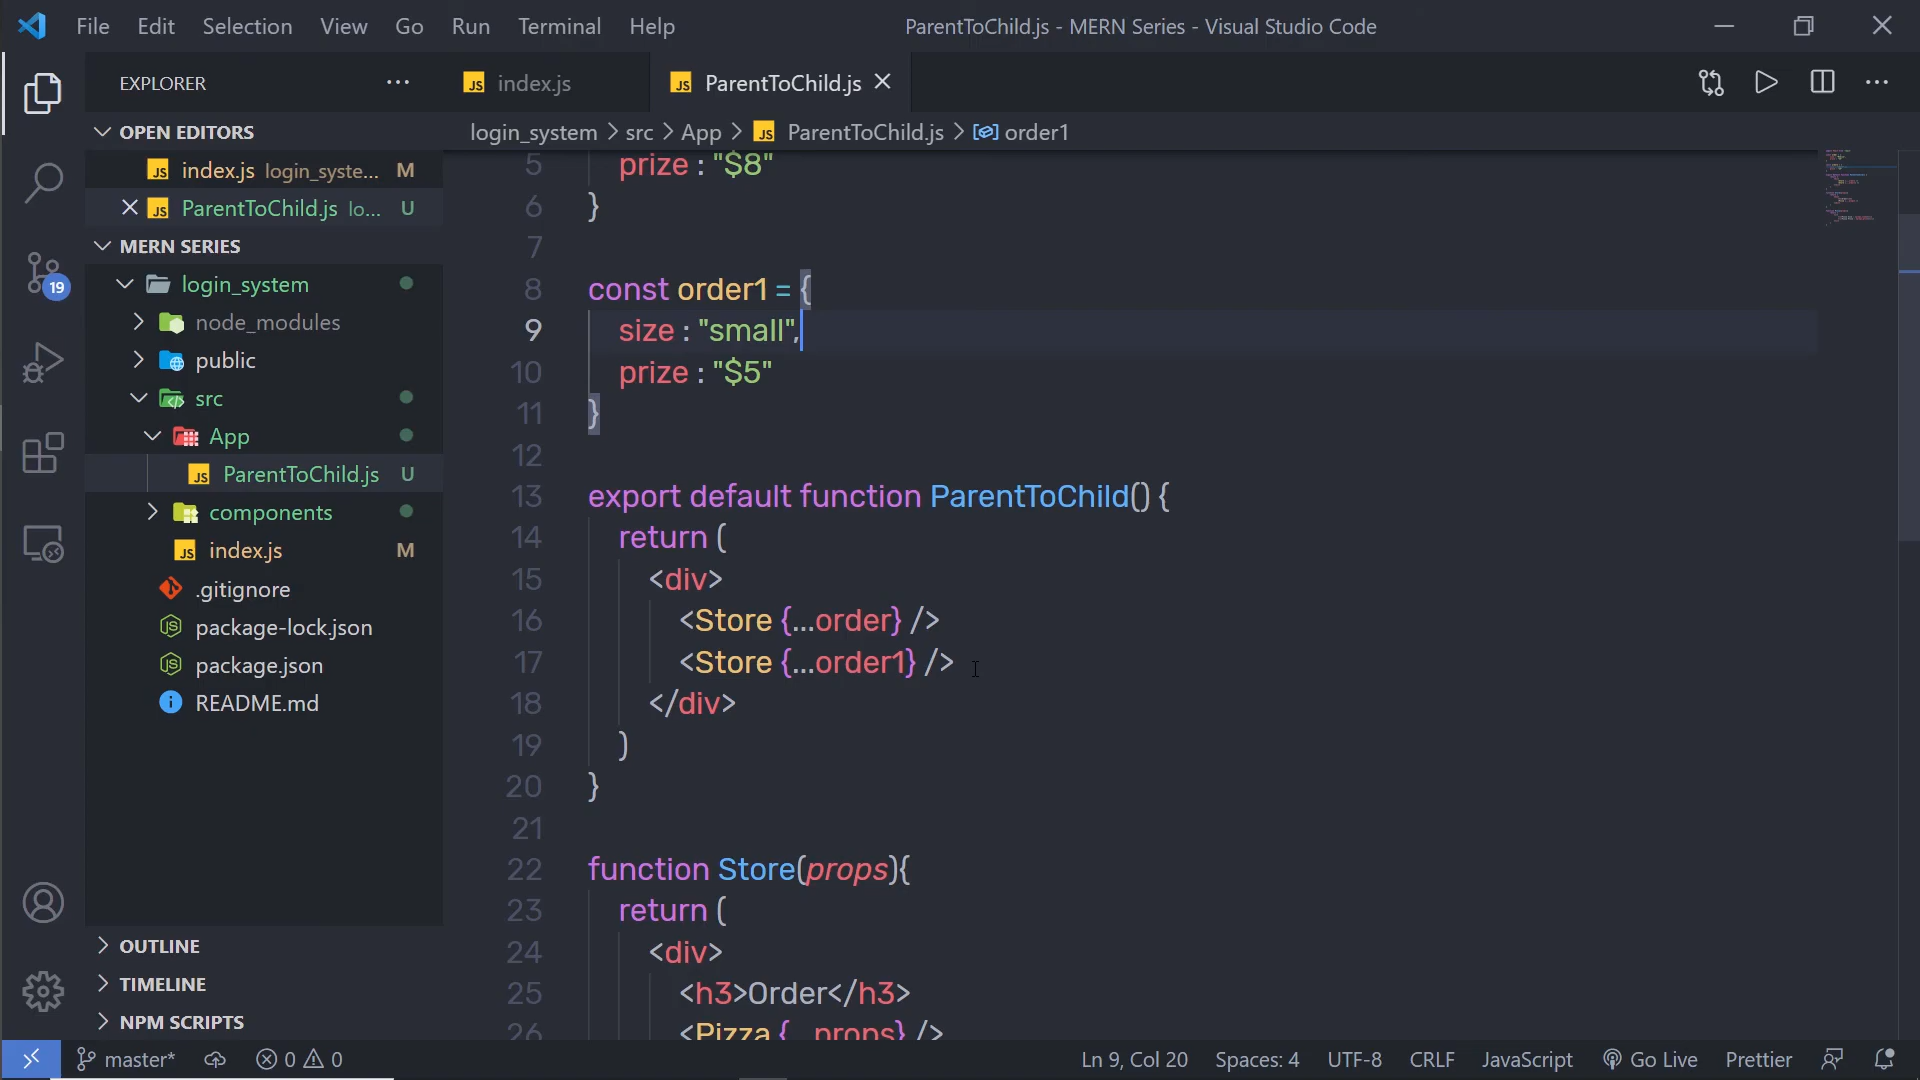 File Edit Selection View Go Run Terminal Help
ParentToChild.js - MERN Series - Visual Studio Code
EXPLORER
JS index.js
JS ParentToChild.js
OPEN EDITORS
JS index.js login_syste... M
JS ParentToChild.js lo... U
MERN SERIES
login_system
node_modules
public
src
App
JS ParentToChild.js U
components
JS index.js M
.gitignore
JS package-lock.json
JS package.json
README.md
OUTLINE
TIMELINE
NPM SCRIPTS
19
login_system > src > App > JS ParentToChild.js > order1
5 prize : "$8"
6 }
7
8 const order1 = {
9 size : "small",
10 prize : "$5"
11 }
12
13 export default function ParentToChild() {
14 return (
15 <div>
16 <Store {...order} />
17 <Store {...order1} />
18 </div>
19 )
20 }
21
22 function Store(props){
23 return (
24 <div>
25 <h3>Order</h3>
26 <Pizza {...props} />
master* 0 0 Ln 9, Col 20 Spaces: 4 UTF-8 CRLF JavaScript Go Live Prettier